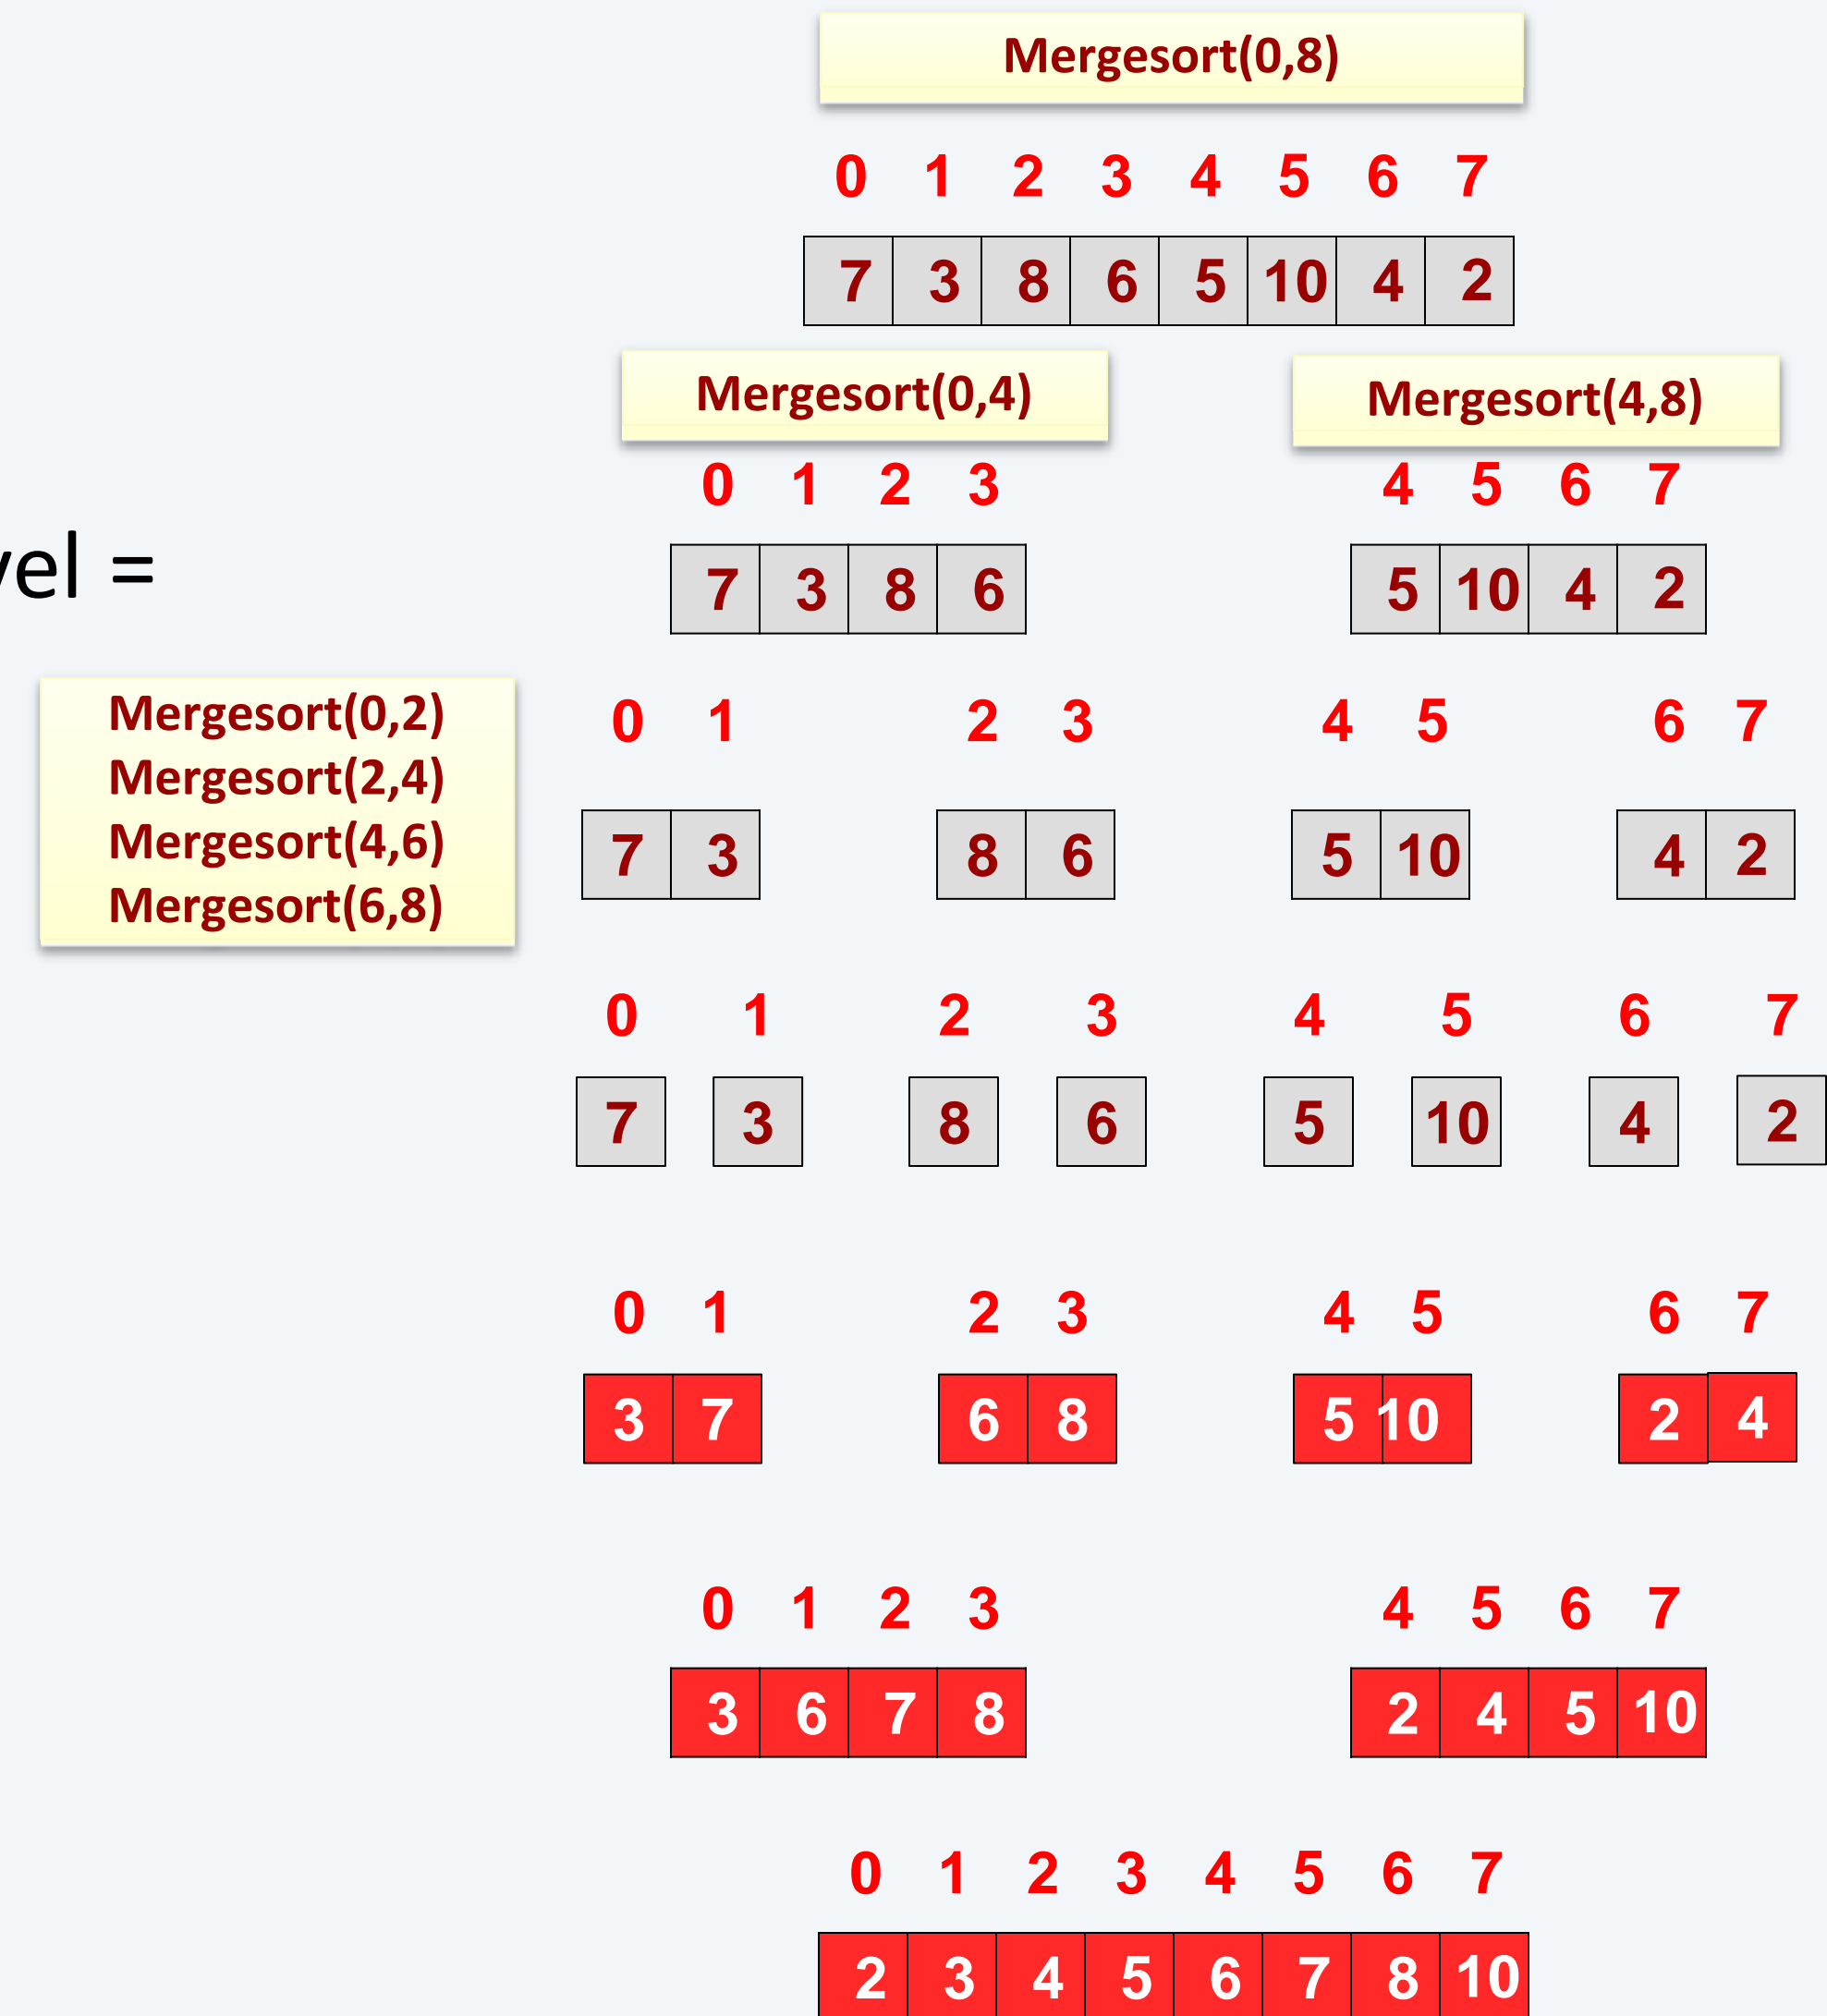 Mergesort(0,8)
0 1 2 3 4 5 6 7
7 3 8 6 5 10 4 2
Mergesort(0,4) Mergesort(4,8)
0 1 2 3 4 5 6 7
=
7 3 8 6 5 10 4 2
Mergesort(0,2)
Mergesort(2,4)
Mergesort(4,6)
Mergesort(6,8)
0 1 2 3 4 5 6 7
7 3 8 6 5 10 4 2
0 1 2 3 4 5 6 7
7 3 8 6 5 10 4 2
0 1 2 3 4 5 6 7
3 7 6 8 5 10 2 4
0 1 2 3 4 5 6 7
3 6 7 8 2 4 5 10
0 1 2 3 4 5 6 7
2 3 4 5 6 7 8 10